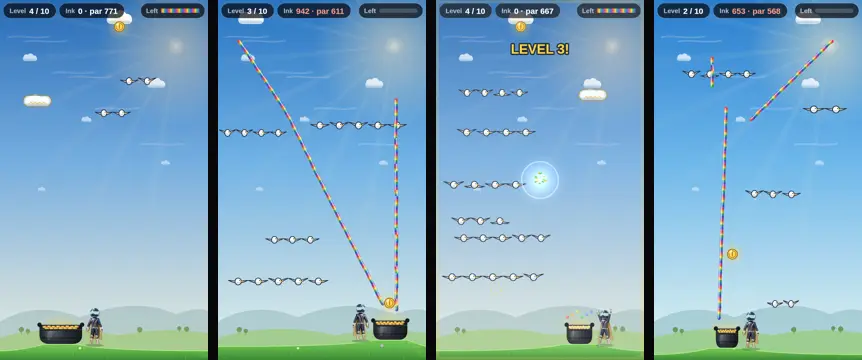 Level 4 / 10 Ink 0 · par 771 Left
Level 3 / 10 Ink 942 · par 611 Left
Level 4 / 10 Ink 0 · par 667 Left
LEVEL 3!
Level 2 / 10 Ink 653 · par 568 Left